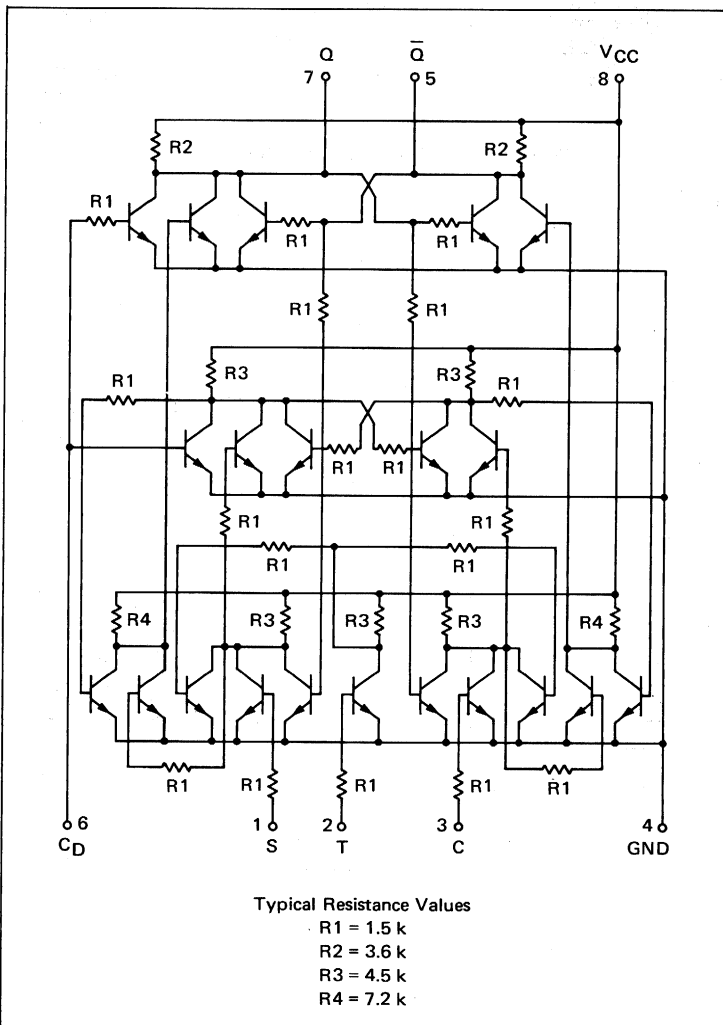 Q Q̅ VCC
7 5 8
R2 R2
R1
R1 R1
R1 R1
R1 R3 R3 R1
R1 R1
R1 R1
R1 R1
R4 R3 R3 R3 R4
R1 R1 R1 R1 R1
6 1 2 3 4
CD S T C GND
Typical Resistance Values
R1 = 1.5 k
R2 = 3.6 k
R3 = 4.5 k
R4 = 7.2 k